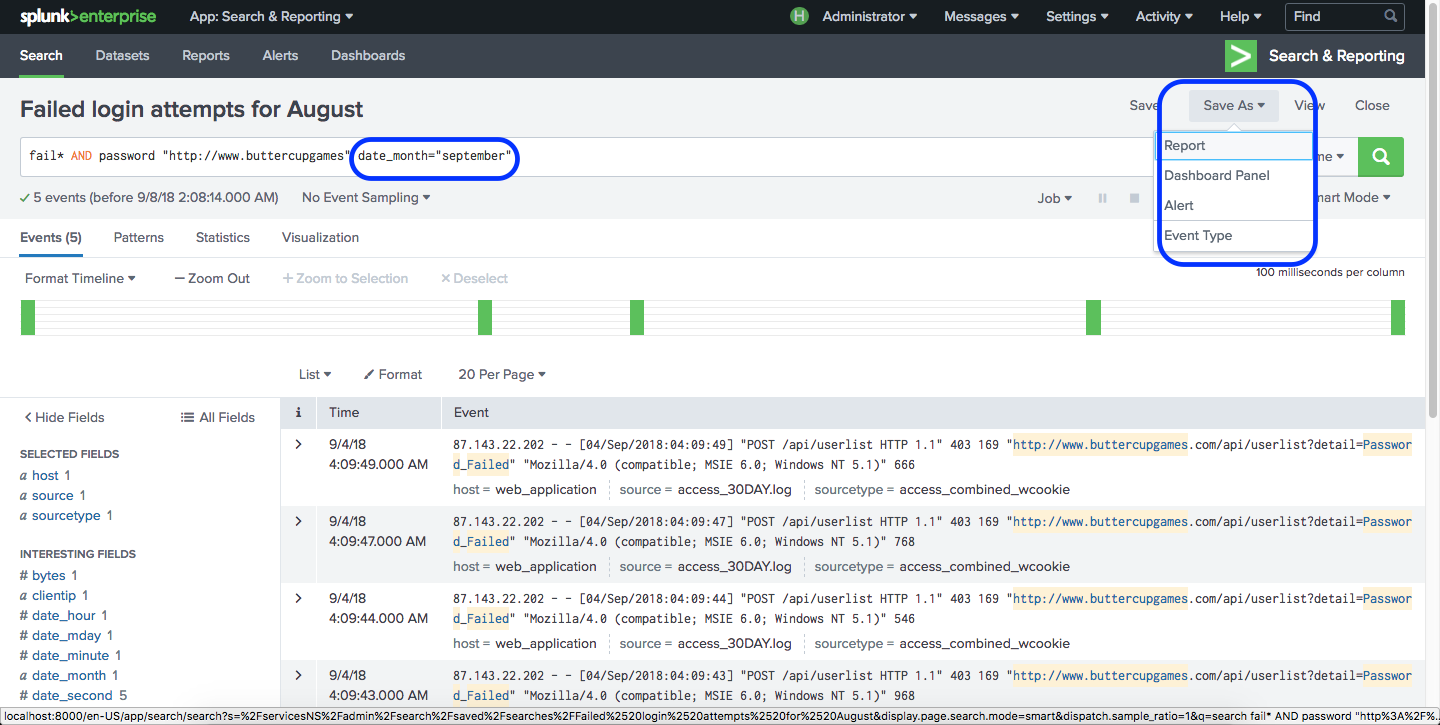 splunk>enterprise App: Search & Reporting H Administrator Messages Settings Activity Help Find
Search Datasets Reports Alerts Dashboards Search & Reporting
Failed login attempts for August Save Save As View Close
fail* AND password "http://www.buttercupgames" date_month="september"
Report
Dashboard Panel
Alert
Event Type
5 events (before 9/8/18 2:08:14.000 AM) No Event Sampling Job Mode
Events (5) Patterns Statistics Visualization
Format Timeline — Zoom Out + Zoom to Selection × Deselect 100 milliseconds per column
List Format 20 Per Page
< Hide Fields All Fields i Time Event
SELECTED FIELDS
a host 1
a source 1
a sourcetype 1
INTERESTING FIELDS
# bytes 1
a clientip 1
# date_hour 1
# date_mday 1
# date_minute 1
a date_month 1
# date_second 5
> 9/4/18 87.143.22.202 - - [04/Sep/2018:04:09:49] "POST /api/userlist HTTP 1.1" 403 169 "http://www.buttercupgames.com/api/userlist?detail=Passwor
4:09:49.000 AM d_Failed" "Mozilla/4.0 (compatible; MSIE 6.0; Windows NT 5.1)" 666
host = web_application source = access_30DAY.log sourcetype = access_combined_wcookie
> 9/4/18 87.143.22.202 - - [04/Sep/2018:04:09:47] "POST /api/userlist HTTP 1.1" 403 169 "http://www.buttercupgames.com/api/userlist?detail=Passwor
4:09:47.000 AM d_Failed" "Mozilla/4.0 (compatible; MSIE 6.0; Windows NT 5.1)" 768
host = web_application source = access_30DAY.log sourcetype = access_combined_wcookie
> 9/4/18 87.143.22.202 - - [04/Sep/2018:04:09:44] "POST /api/userlist HTTP 1.1" 403 169 "http://www.buttercupgames.com/api/userlist?detail=Passwor
4:09:44.000 AM d_Failed" "Mozilla/4.0 (compatible; MSIE 6.0; Windows NT 5.1)" 546
host = web_application source = access_30DAY.log sourcetype = access_combined_wcookie
> 9/4/18 87.143.22.202 - - [04/Sep/2018:04:09:43] "POST /api/userlist HTTP 1.1" 403 169 "http://www.buttercupgames.com/api/userlist?detail=Passwor
4:09:43.000 AM d_Failed" "Mozilla/4.0 (compatible; MSIE 6.0; Windows NT 5.1)" 968
localhost:8000/en-US/app/search/search?s=%2FservicesNS%2Fadmin%2Fsearch%2Fsaved%2Fsearches%2FFailed%2520login%2520attempts%2520for%2520August&display.page.search.mode=smart&dispatch.sample_ratio=1&q=search fail* AND password "http%3A%2F%